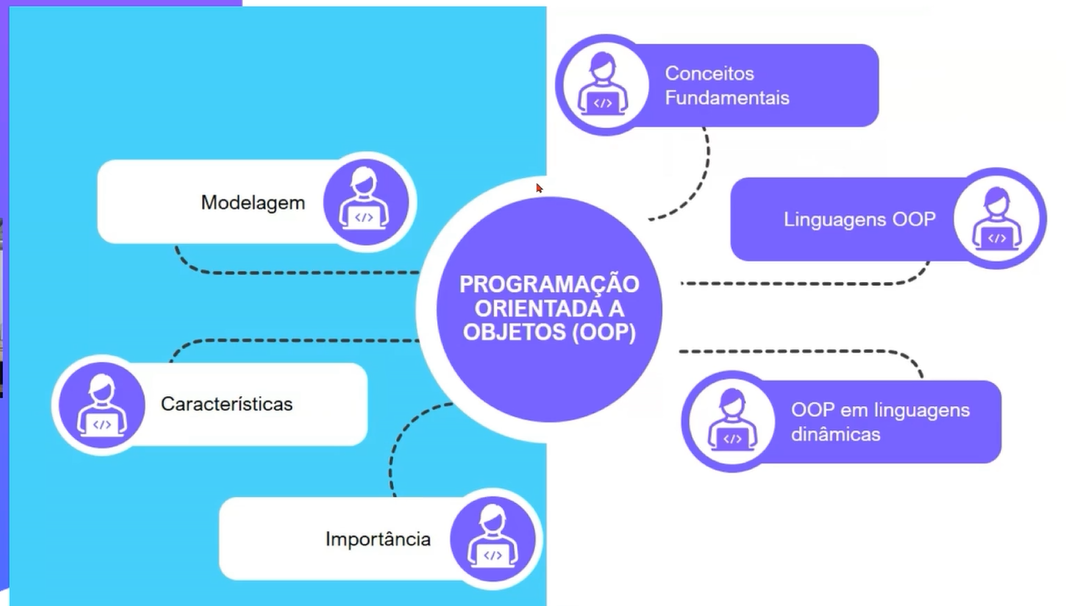 Conceitos
Fundamentais
Modelagem
Linguagens OOP
PROGRAMAÇÃO
ORIENTADA A
OBJETOS (OOP)
Características
OOP em linguagens
dinâmicas
Importância